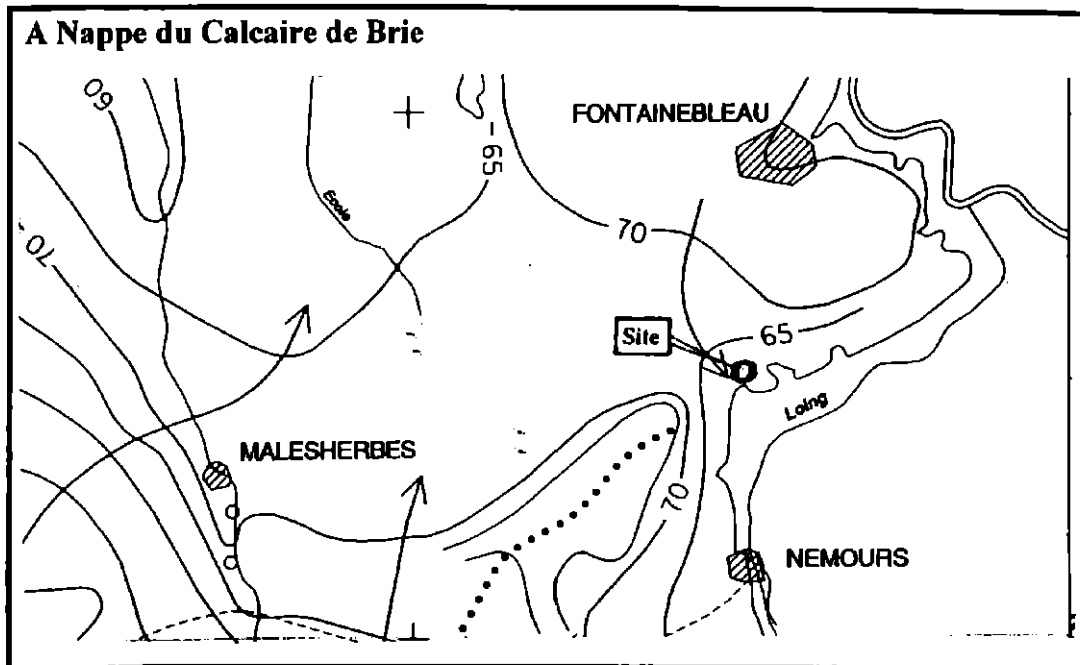 A Nappe du Calcaire de Brie
60
FONTAINEBLEAU
-65
Ecole
70
70
Site
65
Loing
MALESHERBES
70
NEMOURS